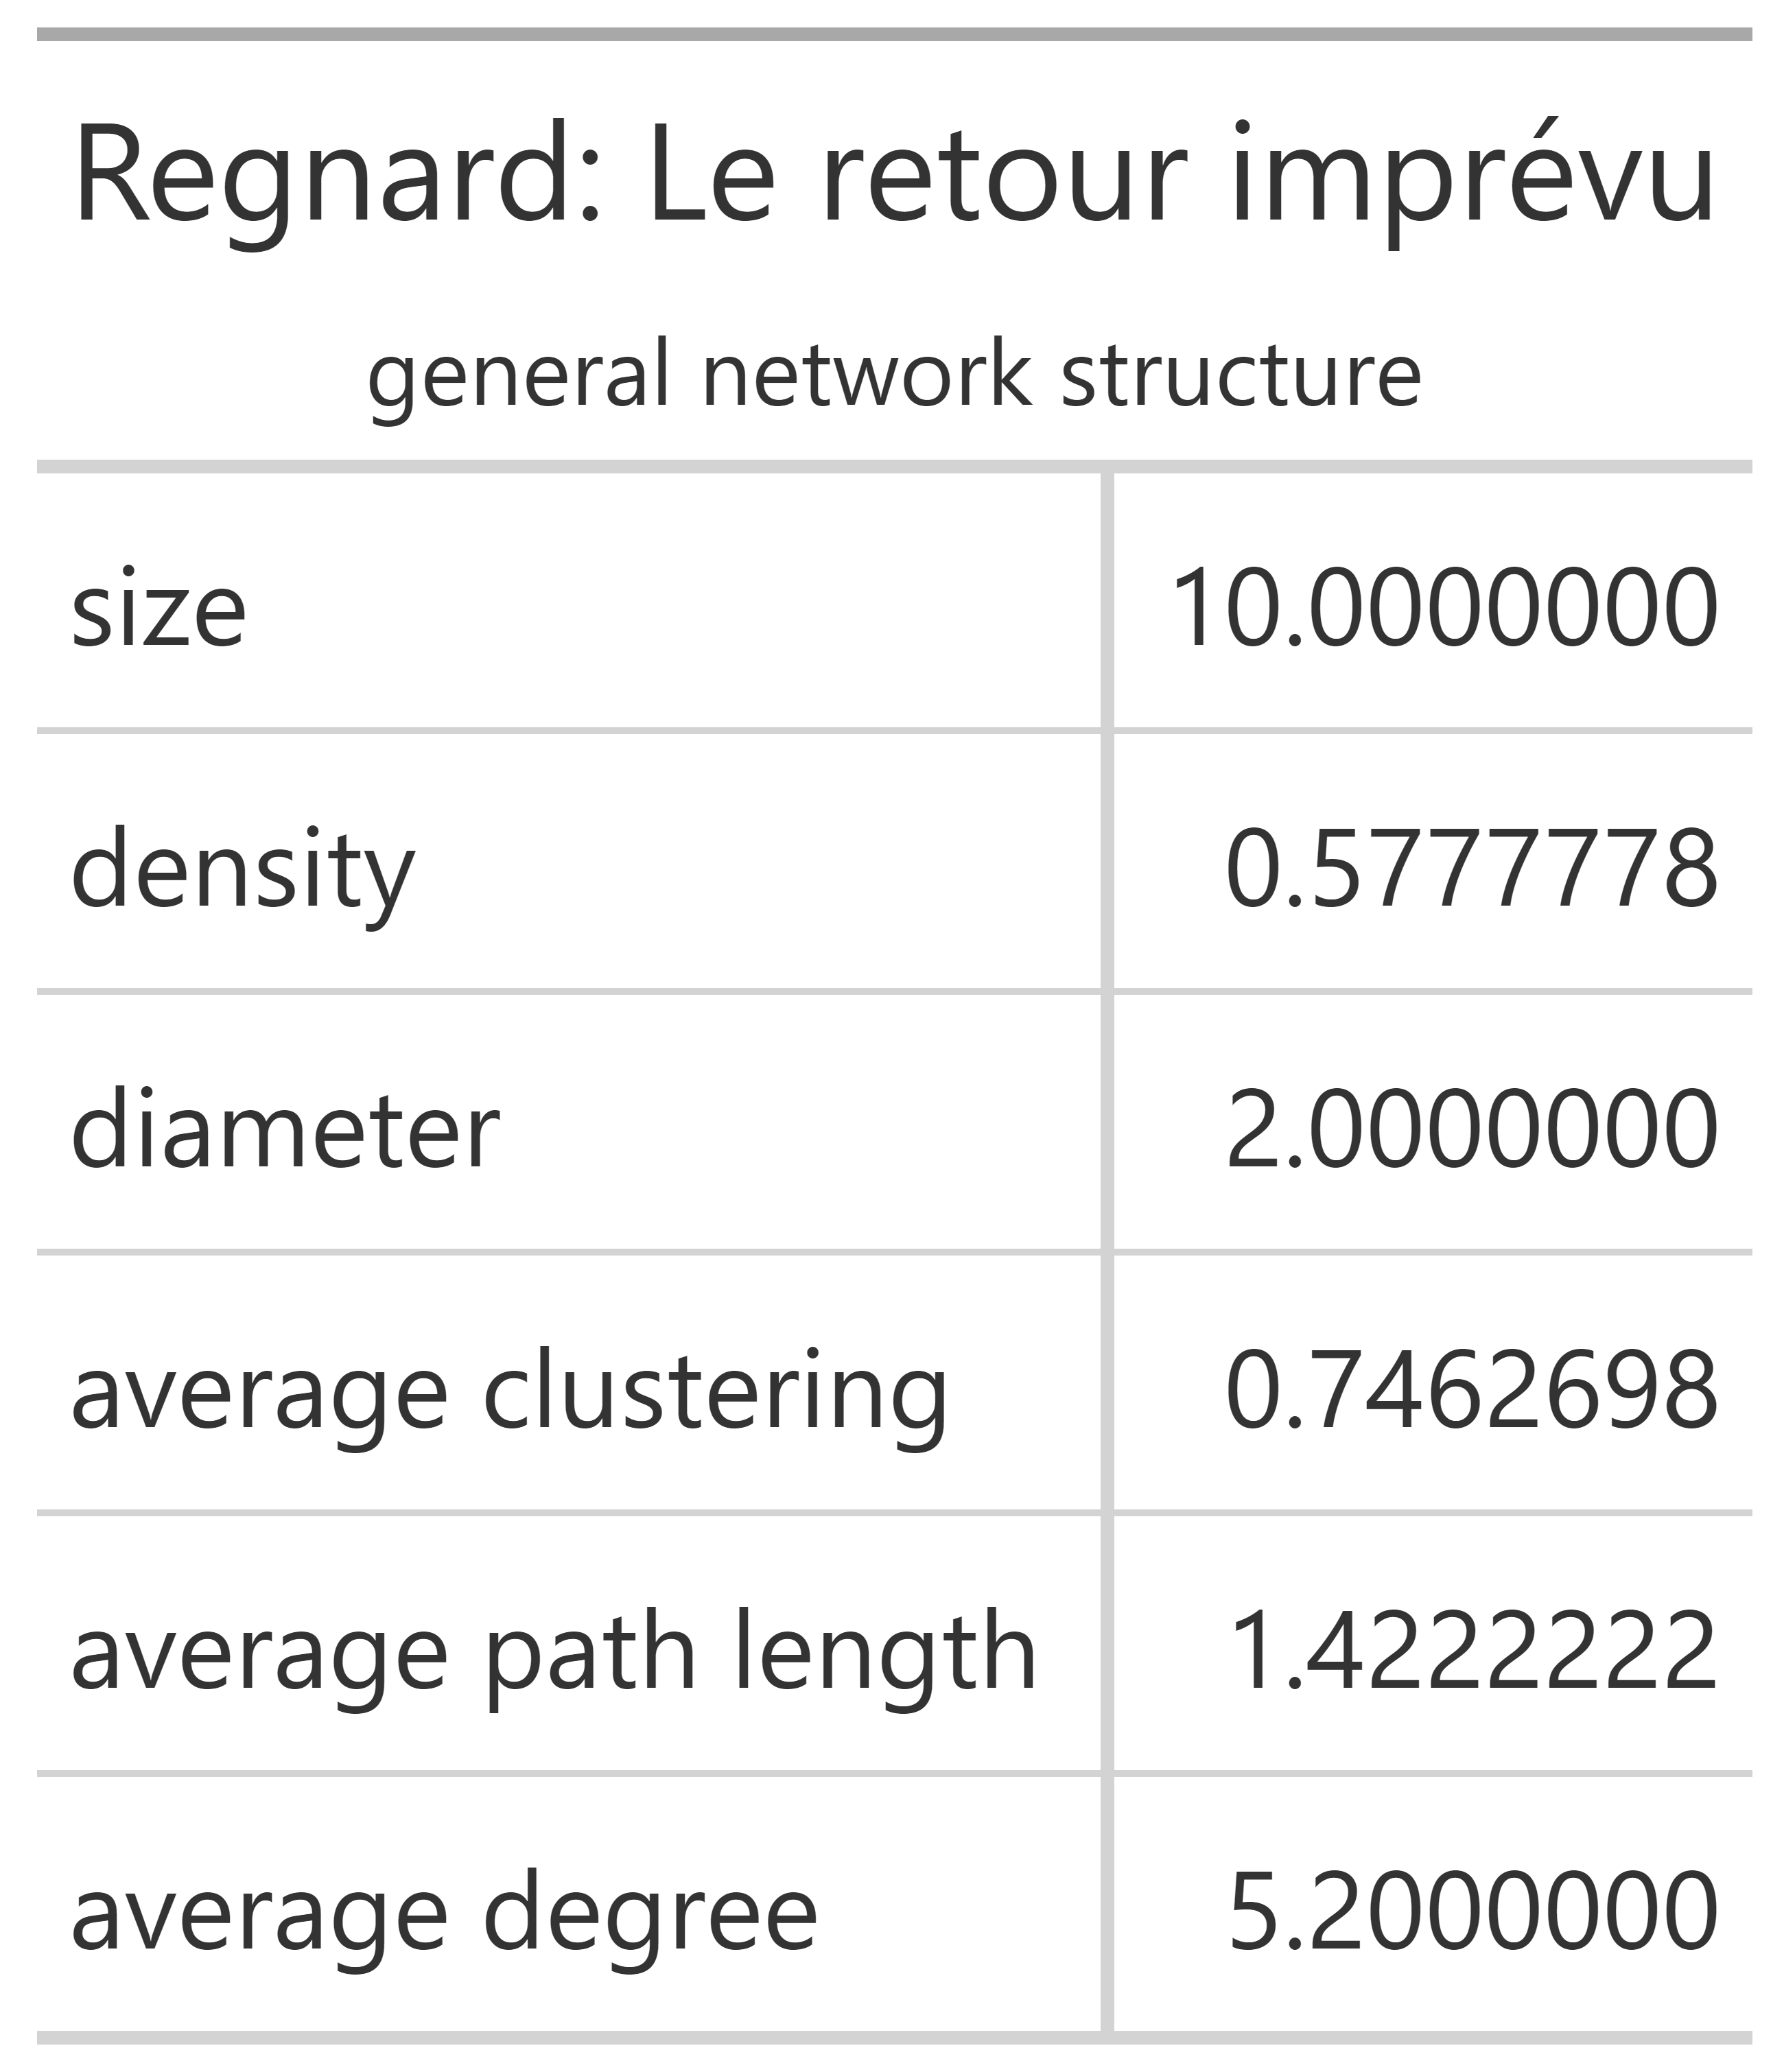 Regnard: Le retour imprévu
general network structure
size 10.0000000
density 0.5777778
diameter 2.0000000
average clustering 0.7462698
average path length 1.4222222
average degree 5.2000000